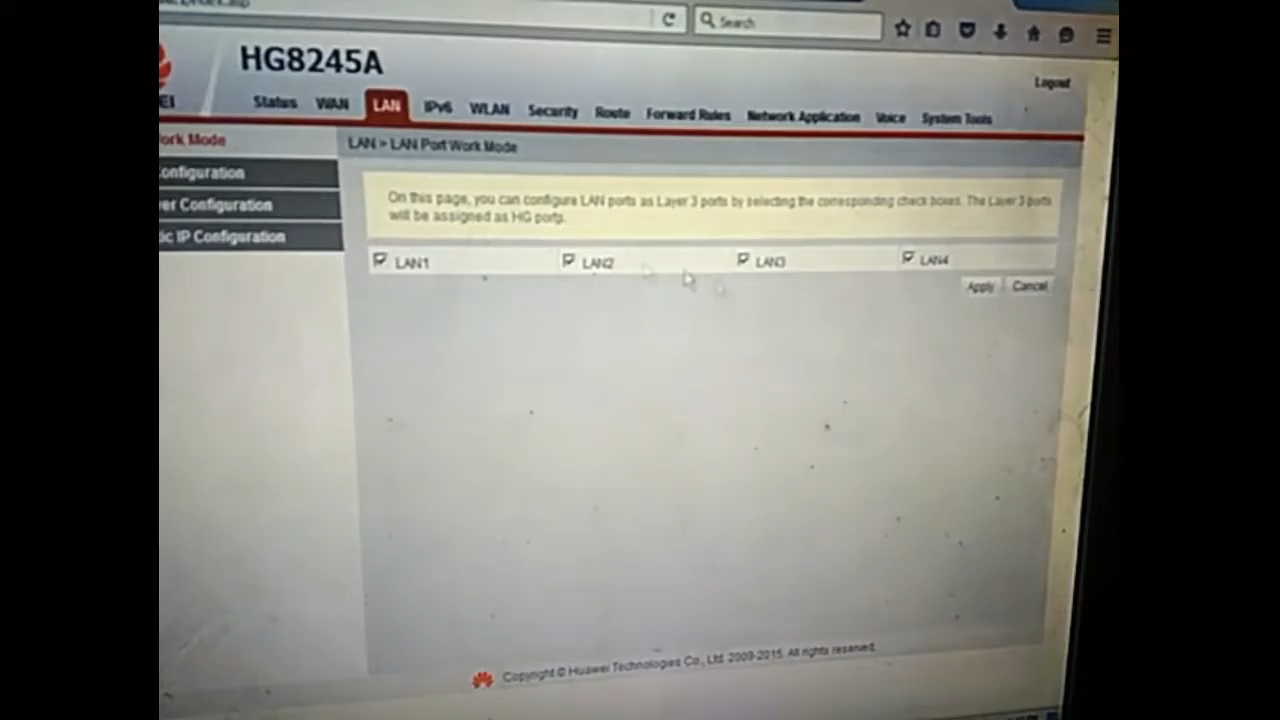 Search
HG8245A
Logout
Status WAN LAN IPv6 WLAN Security Route Forward Rules Network Application Voice System Tools
ork Mode
LAN > LAN Port Work Mode
onfiguration
er Configuration
ic IP Configuration
On this page, you can configure LAN ports as Layer 3 ports by selecting the corresponding check boxes. The Layer 3 ports
will be assigned as HG ports.
LAN1 LAN2 LAN3 LAN4
Apply Cancel
Copyright © Huawei Technologies Co., Ltd. 2009-2015. All rights reserved.